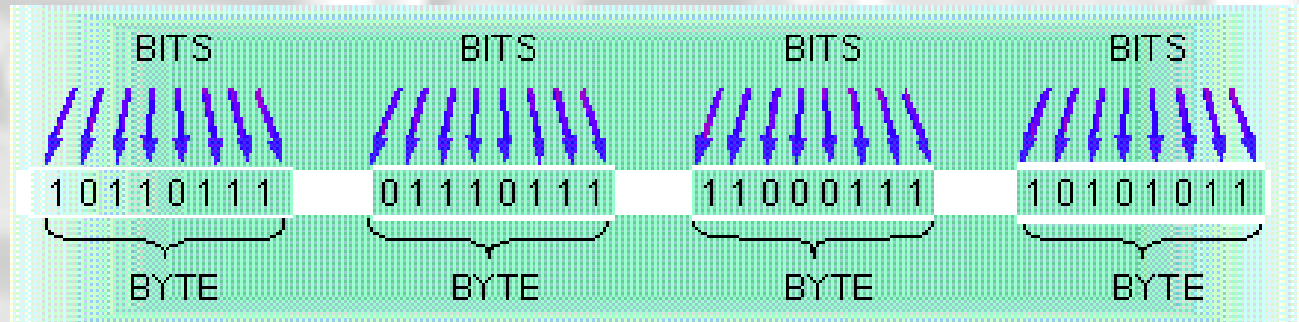 BITS BITS BITS BITS
10110111 01110111 11000111 10101011
BYTE BYTE BYTE BYTE